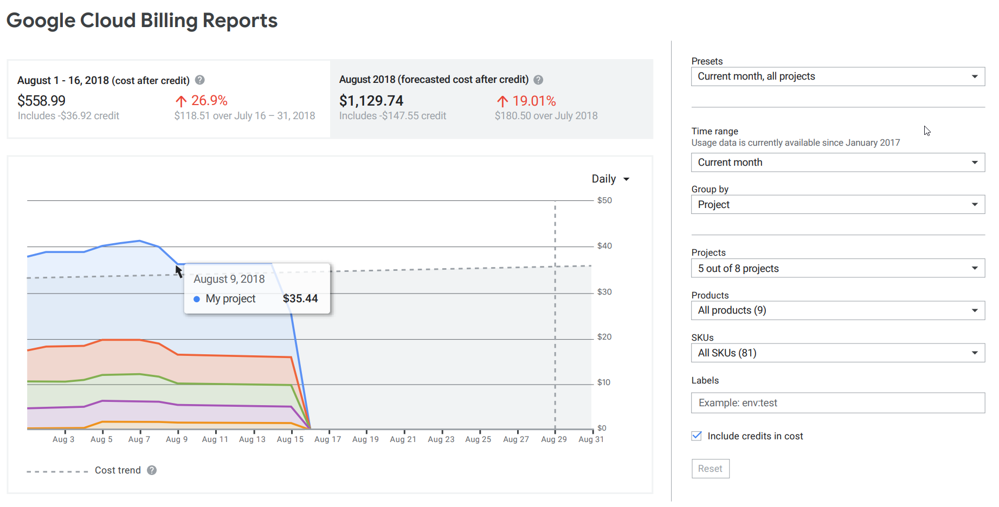 Google Cloud Billing Reports
August 1 - 16, 2018 (cost after credit) ?
$558.99
26.9%
Includes -$36.92 credit
$118.51 over July 16 – 31, 2018
August 2018 (forecasted cost after credit) ?
$1,129.74
19.01%
Includes -$147.55 credit
$180.50 over July 2018
Daily
$50
$40
$30
$20
$10
$0
August 9, 2018
My project $35.44
Aug 3 Aug 5 Aug 7 Aug 9 Aug 11 Aug 13 Aug 15 Aug 17 Aug 19 Aug 21 Aug 23 Aug 25 Aug 27 Aug 29 Aug 31
Cost trend ?
Presets
Current month, all projects
Time range
Usage data is currently available since January 2017
Current month
Group by
Project
Projects
5 out of 8 projects
Products
All products (9)
SKUs
All SKUs (81)
Labels
Example: env:test
Include credits in cost
Reset